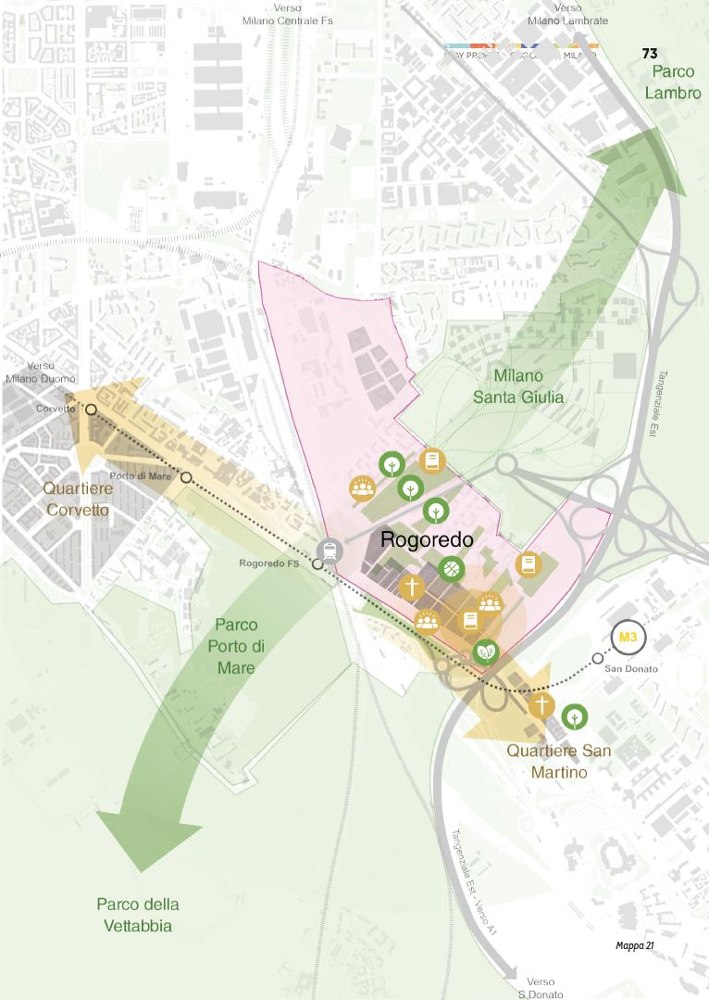 Verso
Milano Centrale Fs
Verso
Milano Lambrate
MILANO
73
Parco
Lambro
Verso
Milano Duomo
Corvetto
Porto di Mare
Quartiere
Corvetto
Milano
Santa Giulia
Tangenziale Est
Rogoredo
Rogoredo FS
Parco
Porto di
Mare
M3
San Donato
Quartiere San
Martino
Parco della
Vettabbia
Tangenziale Est - Verso A1
Mappa 21
Verso
S.Donato